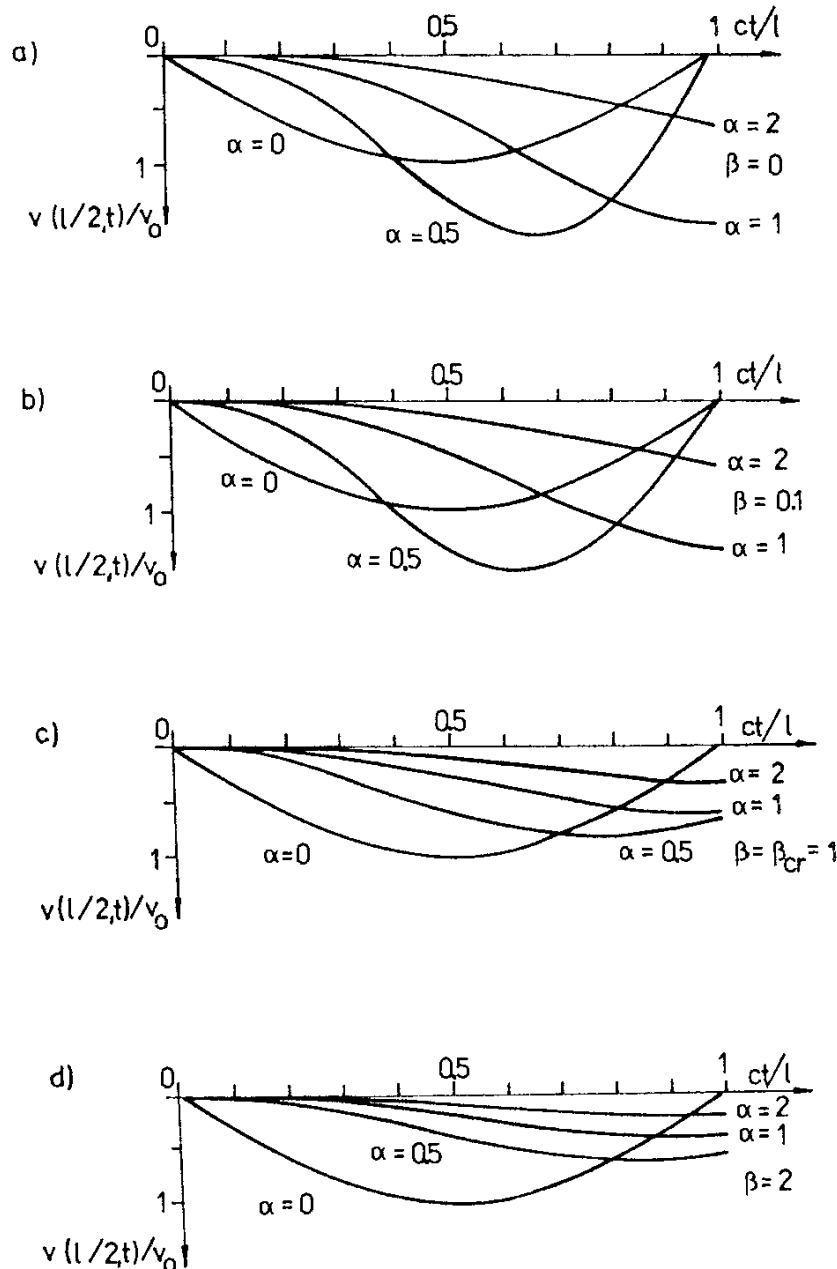 a)
0 0.5 1 ct/l
α = 0
α = 2
1
β = 0
v(l/2,t)/v₀
α = 0.5
α = 1
b)
0 0.5 1 ct/l
α = 0
α = 2
1
β = 0.1
v(l/2,t)/v₀
α = 0.5
α = 1
c)
0 0.5 1 ct/l
α = 2
α = 1
1
α=0
α = 0.5
β = β_cr = 1
v(l/2,t)/v₀
d)
0 0.5 1 ct/l
α = 2
α = 1
α = 0.5
1
α = 0
β = 2
v(l/2,t)/v₀